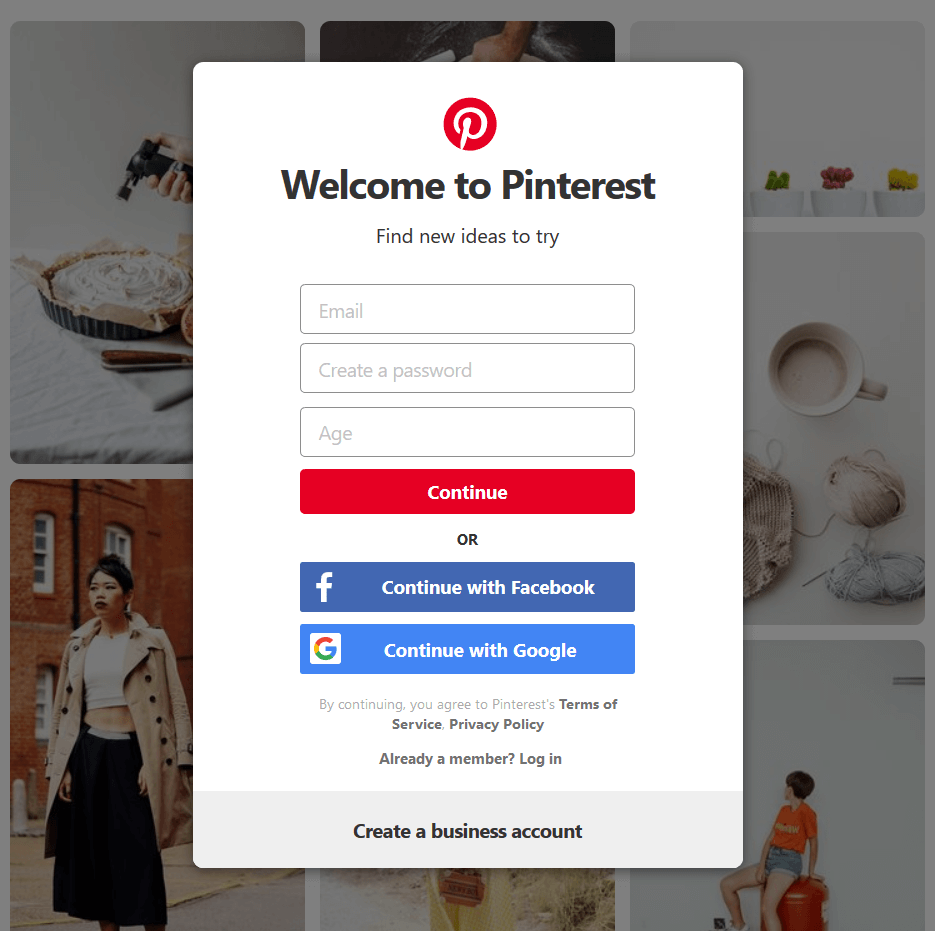 Welcome to Pinterest
Find new ideas to try
Email
Create a password
Age
Continue
OR
Continue with Facebook
Continue with Google
By continuing, you agree to Pinterest's Terms of
Service, Privacy Policy
Already a member? Log in
Create a business account